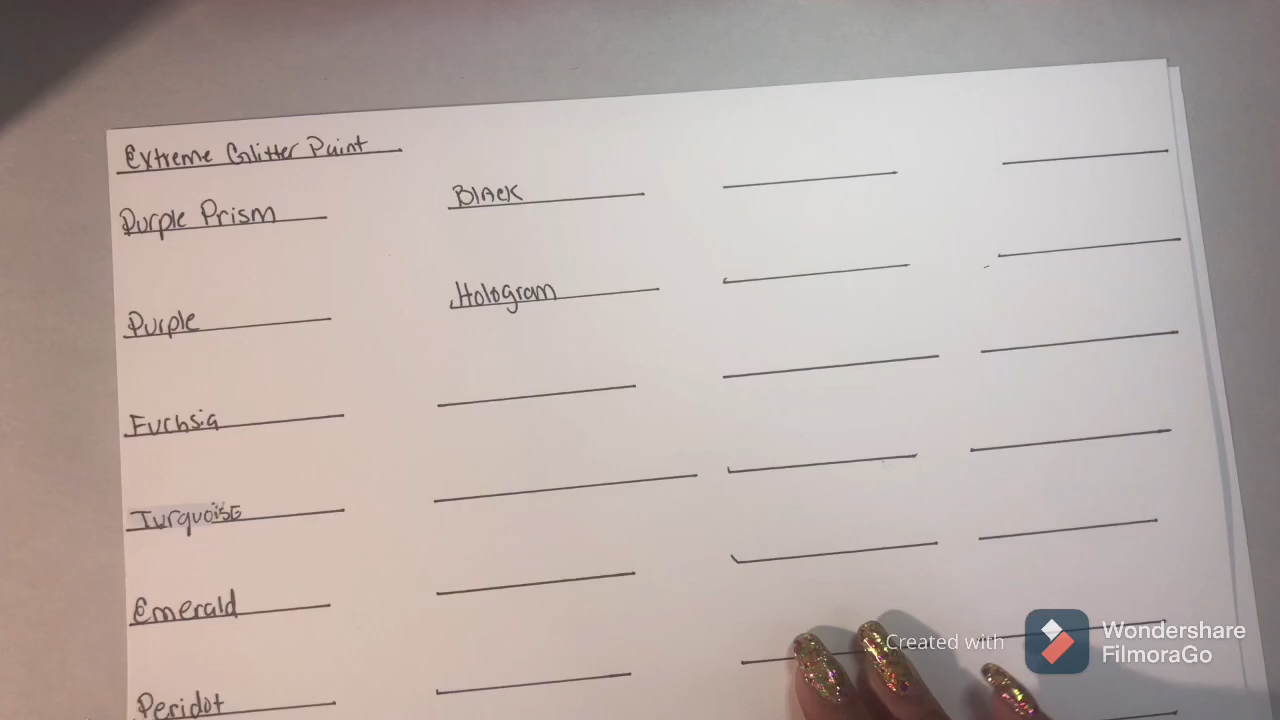 Extreme Glitter Paint
Purple Prism
Black
Purple
Hologram
Fuchsia
Turquoise
Emerald
Peridot
Created with
Wondershare
FilmoraGo